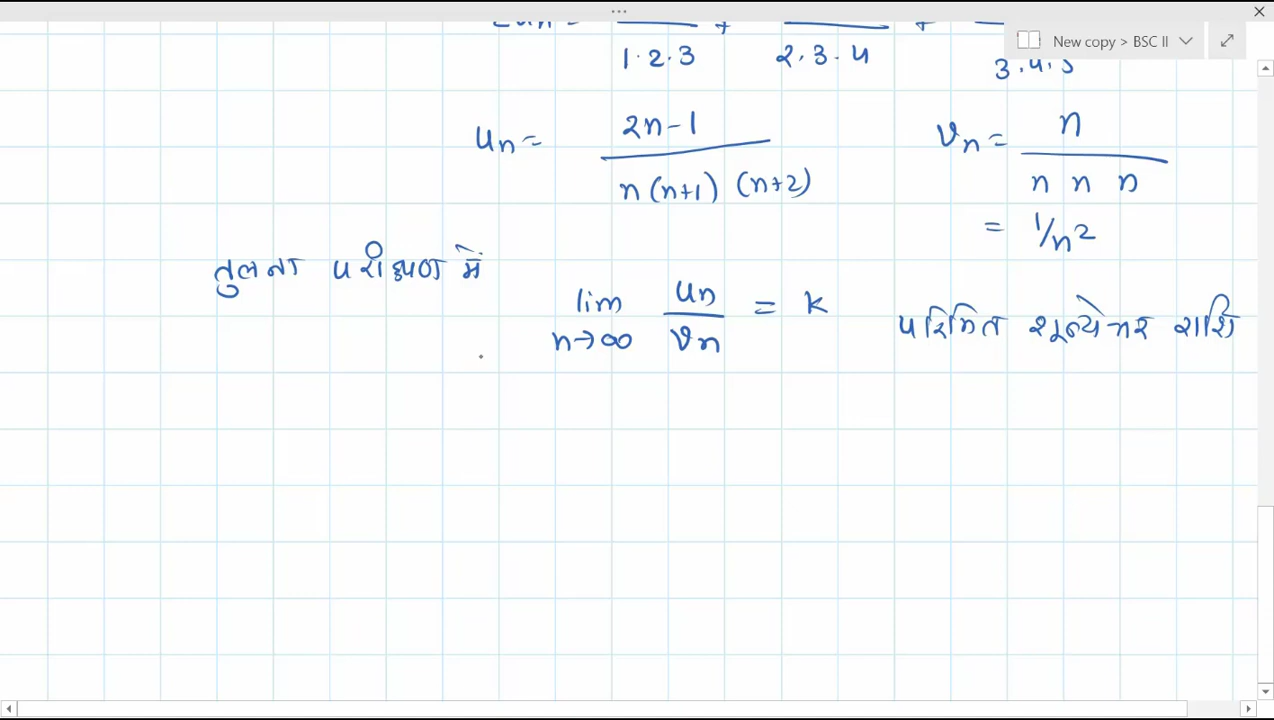 New copy > BSC II
1·2·3 + 2·3·4 +
3·4·5
un = 2n-1 / n(n+1)(n+2)
vn = n / n n n
= 1/n2
तुलना परीक्षण में
lim n→∞ un/vn = k परिमित शून्येत्तर राशि